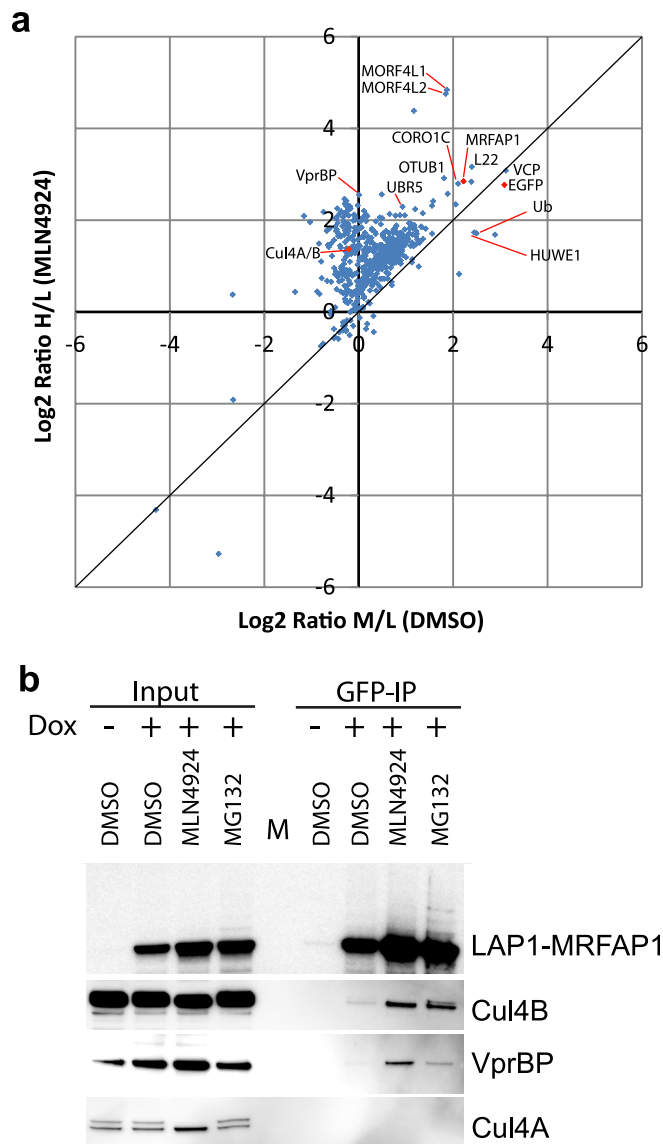 a
6
MORF4L1
MORF4L2
4
CORO1C
MRFAP1
L22
OTUB1
VCP
VprBP
EGFP
UBR5
2
Ub
Cul4A/B
HUWE1
0
-6
-4
-2
0
2
4
6
-2
-4
-6
Log2 Ratio H/L (MLN4924)
Log2 Ratio M/L (DMSO)
b
Input
GFP-IP
Dox - + + + - + + +
DMSO
DMSO
MLN4924
MG132
M
DMSO
DMSO
MLN4924
MG132
LAP1-MRFAP1
Cul4B
VprBP
Cul4A